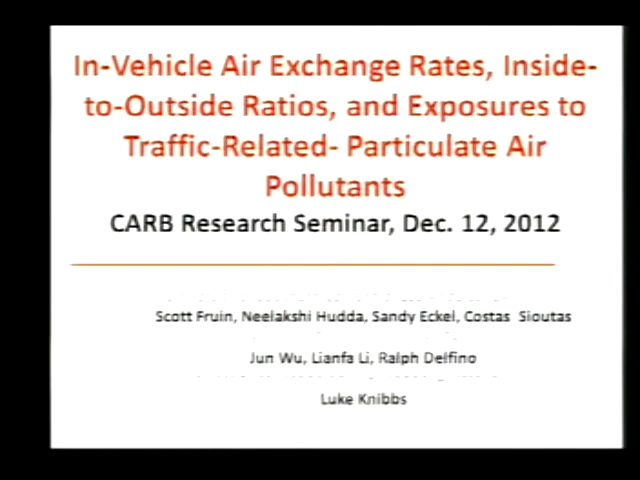 In-Vehicle Air Exchange Rates, Inside-
to-Outside Ratios, and Exposures to
Traffic-Related- Particulate Air
Pollutants
CARB Research Seminar, Dec. 12, 2012
Scott Fruin, Neelakshi Hudda, Sandy Eckel, Costas Sioutas
Jun Wu, Lianfa Li, Ralph Delfino
Luke Knibbs